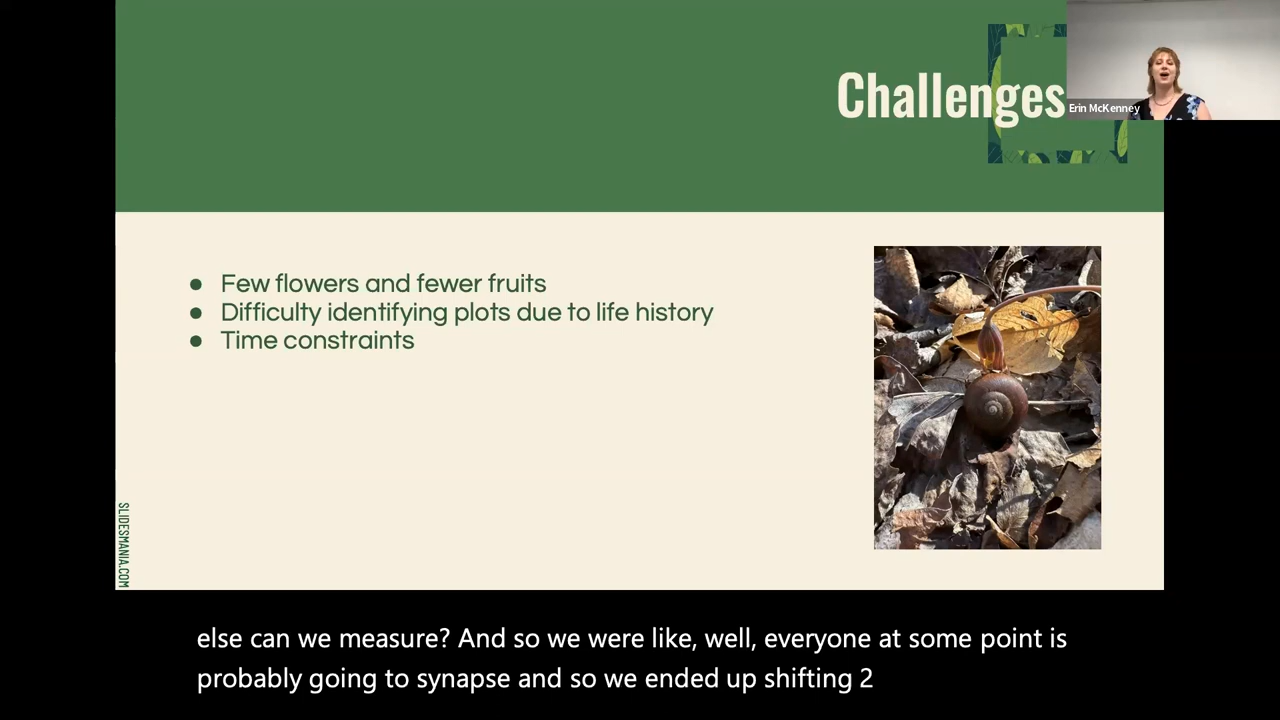 Challenges
Erin McKenney
● Few flowers and fewer fruits
● Difficulty identifying plots due to life history
● Time constraints
SLIDESMANIA.COM
else can we measure? And so we were like, well, everyone at some point is
probably going to synapse and so we ended up shifting 2